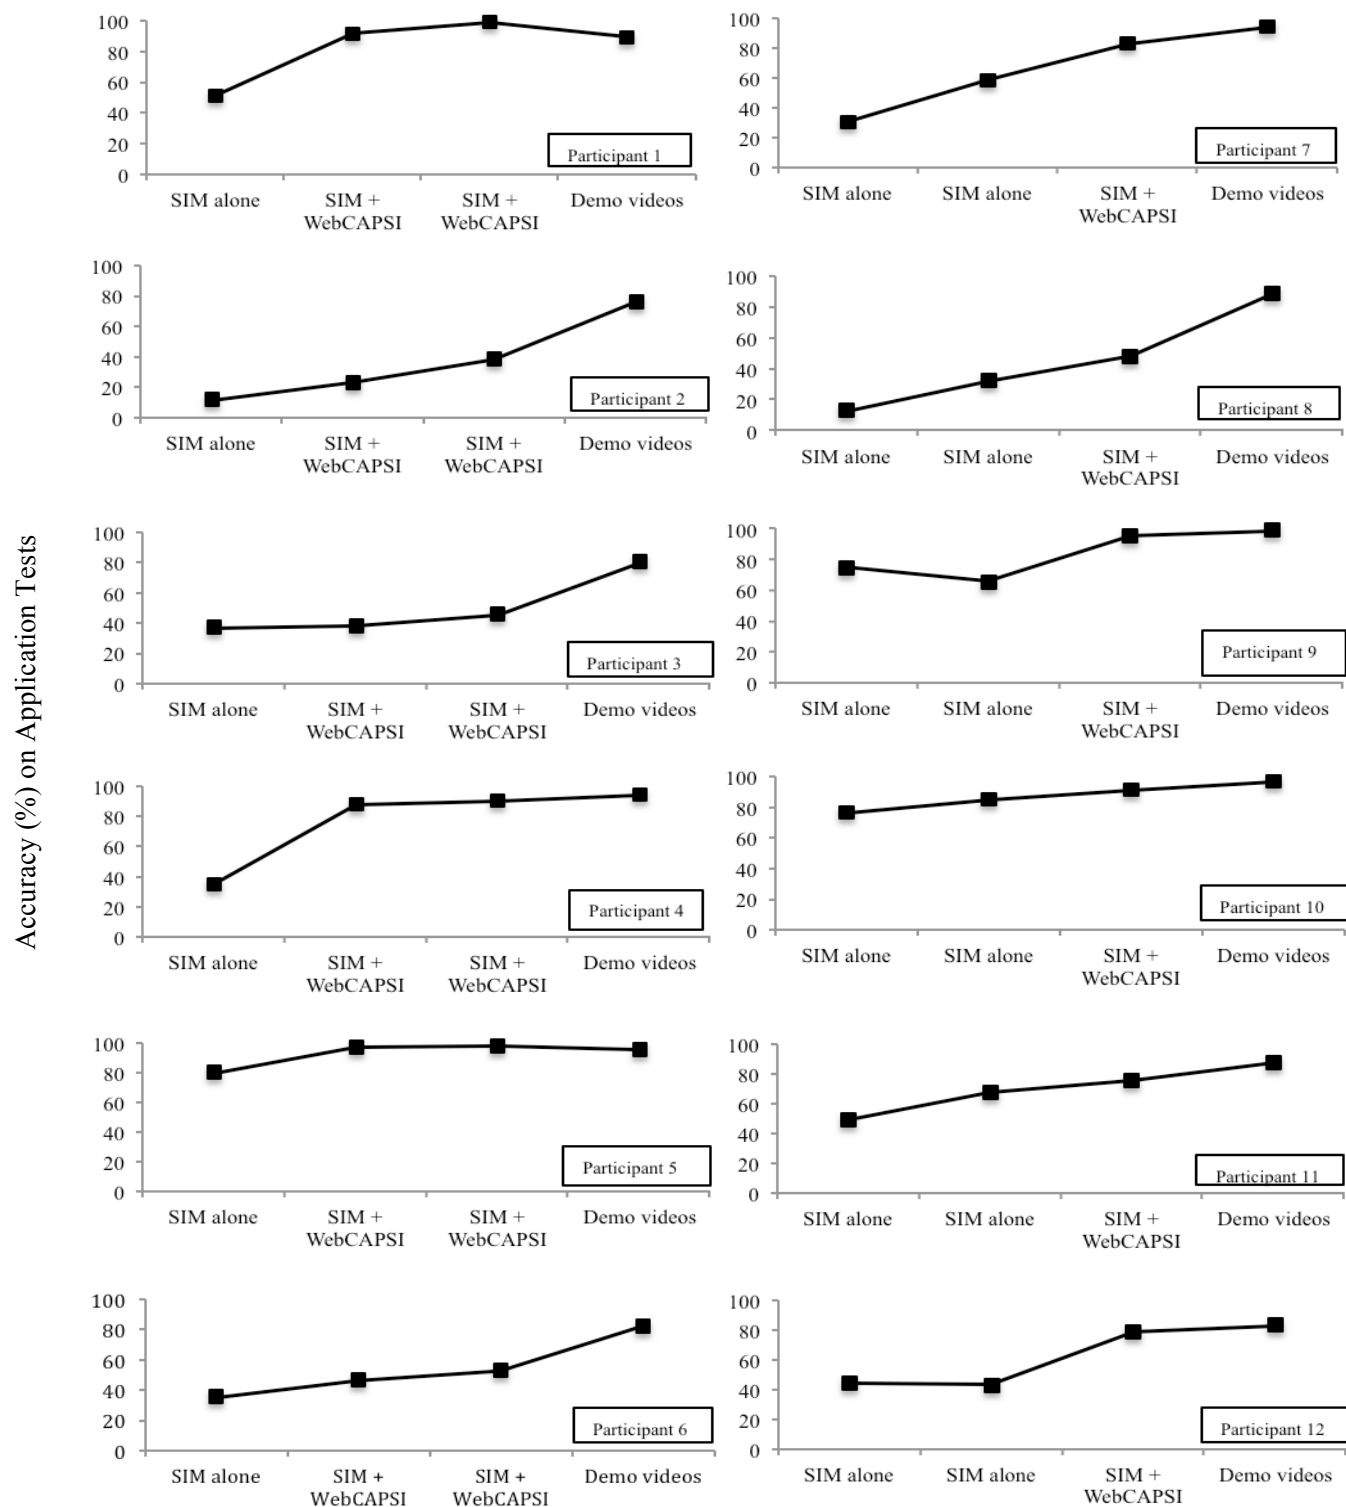 Accuracy (%) on Application Tests
100
80
60
40
20
0
Participant 1
SIM alone
SIM +
WebCAPSI
SIM +
WebCAPSI
Demo videos
100
80
60
40
20
0
Participant 7
SIM alone
SIM alone
SIM +
WebCAPSI
Demo videos
100
80
60
40
20
0
Participant 2
SIM alone
SIM +
WebCAPSI
SIM +
WebCAPSI
Demo videos
100
80
60
40
20
0
Participant 8
SIM alone
SIM alone
SIM +
WebCAPSI
Demo videos
100
80
60
40
20
0
Participant 3
SIM alone
SIM +
WebCAPSI
SIM +
WebCAPSI
Demo videos
100
80
60
40
20
0
Participant 9
SIM alone
SIM alone
SIM +
WebCAPSI
Demo videos
100
80
60
40
20
0
Participant 4
SIM alone
SIM +
WebCAPSI
SIM +
WebCAPSI
Demo videos
100
80
60
40
20
0
Participant 10
SIM alone
SIM alone
SIM +
WebCAPSI
Demo videos
100
80
60
40
20
0
Participant 5
SIM alone
SIM +
WebCAPSI
SIM +
WebCAPSI
Demo videos
100
80
60
40
20
0
Participant 11
SIM alone
SIM alone
SIM +
WebCAPSI
Demo videos
100
80
60
40
20
0
Participant 6
SIM alone
SIM +
WebCAPSI
SIM +
WebCAPSI
Demo videos
100
80
60
40
20
0
Participant 12
SIM alone
SIM alone
SIM +
WebCAPSI
Demo videos